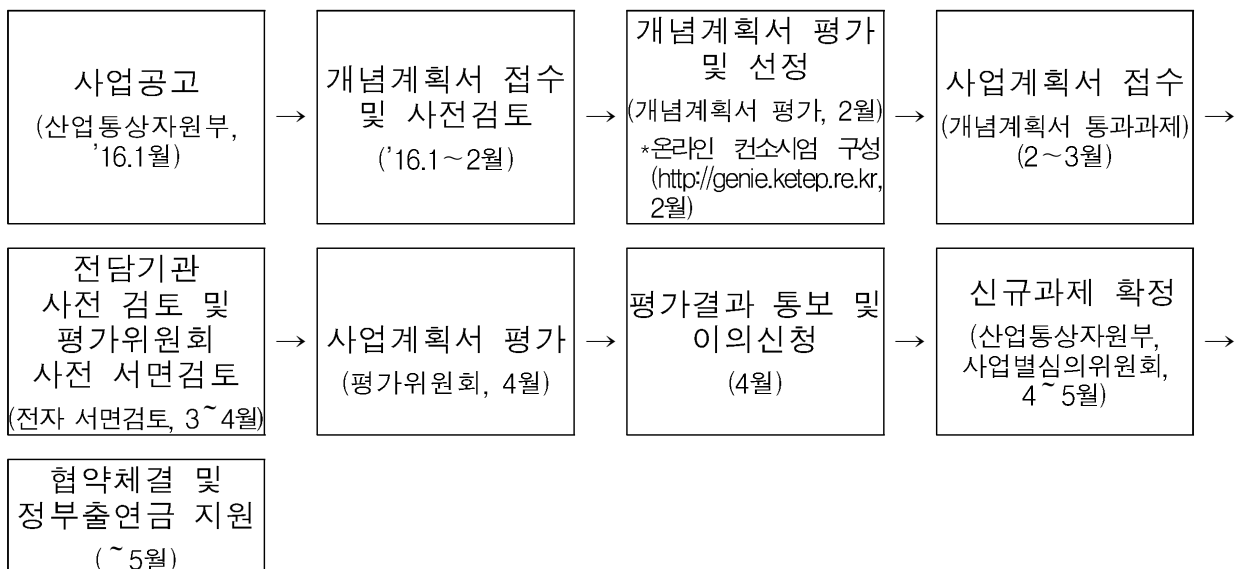 사업공고
(산업통상자원부,
'16.1월)
→
개념계획서 접수
및 사전검토
('16.1～2월)
→
개념계획서 평가
및 선정
(개념계획서 평가, 2월)
*온라인 컨소시엄 구성
(http://genie.ketep.re.kr,
2월)
→
사업계획서 접수
(개념계획서 통과과제)
(2～3월)
→
전담기관
사전 검토 및
평가위원회
사전 서면검토
(전자 서면검토, 3~4월)
→
사업계획서 평가
(평가위원회, 4월)
→
평가결과 통보 및
이의신청
(4월)
→
신규과제 확정
(산업통상자원부,
사업별심의위원회,
4~5월)
→
협약체결 및
정부출연금 지원
(~5월)